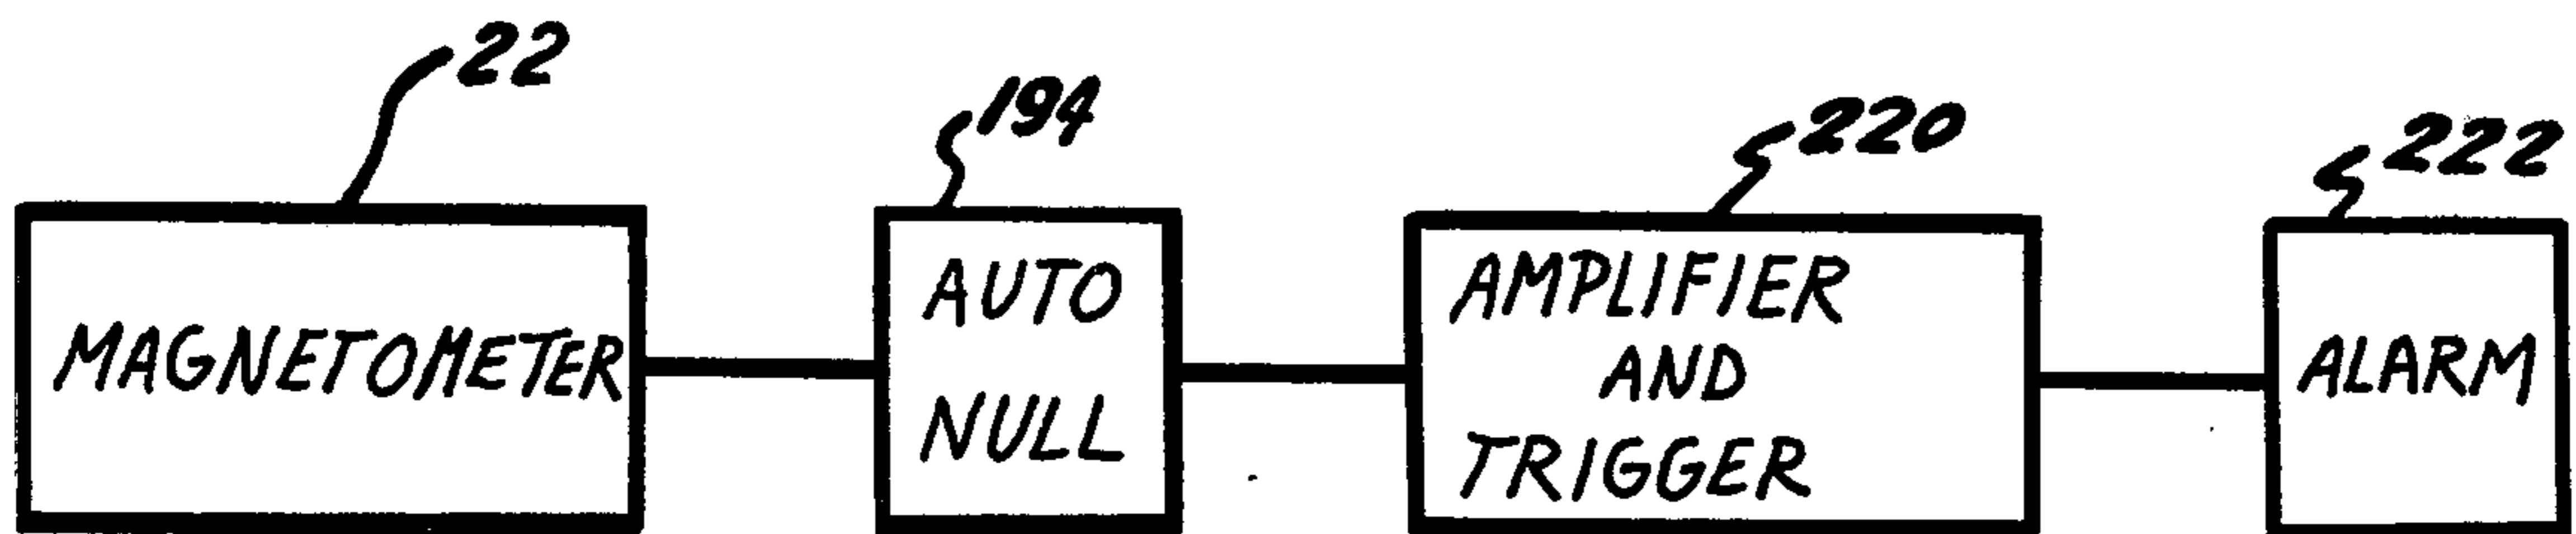 22
194
220
222
MAGNETOMETER
AUTO
NULL
AMPLIFIER
AND
TRIGGER
ALARM